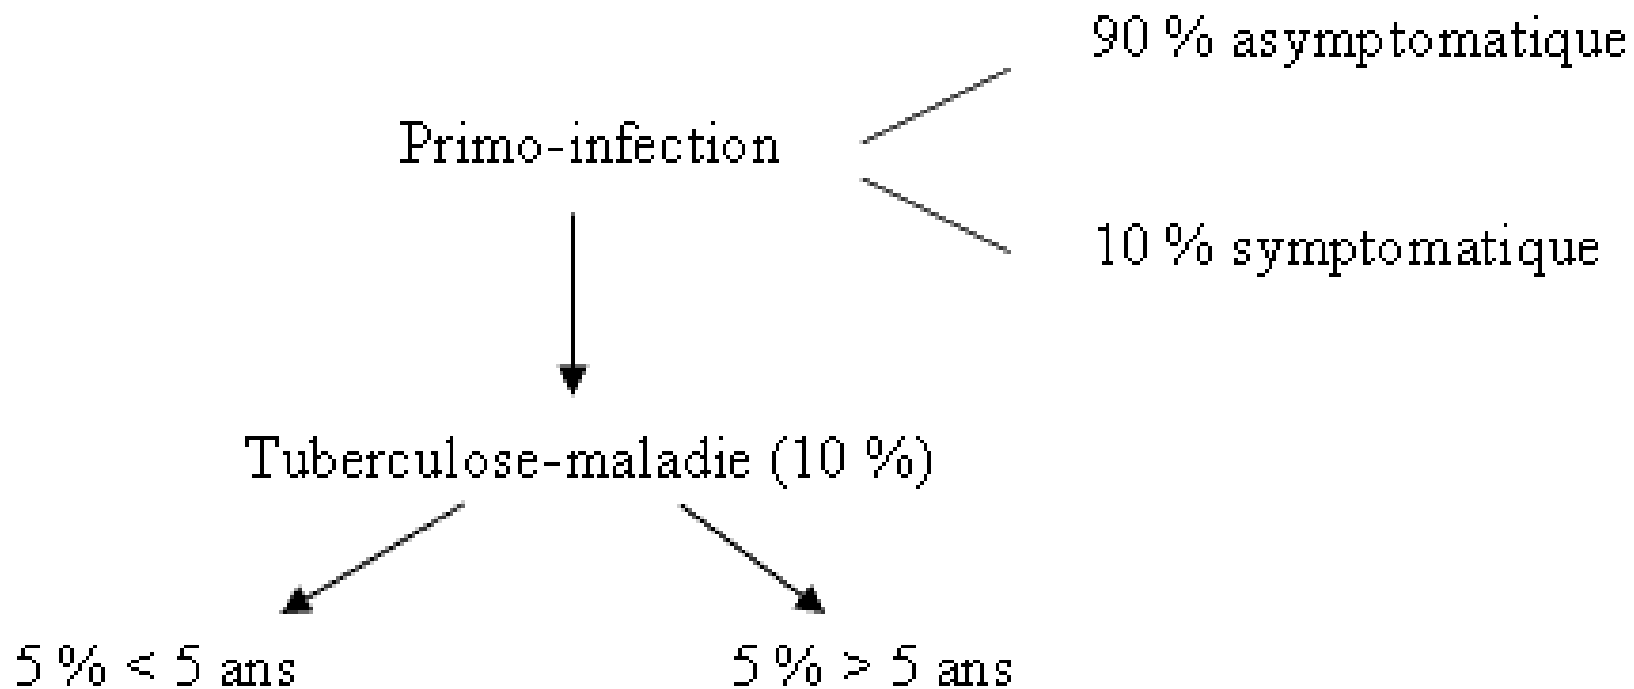 90 % asymptomatique
Primo-infection
10 % symptomatique
Tuberculose-maladie (10 %)
5 % < 5 ans
5 % > 5 ans